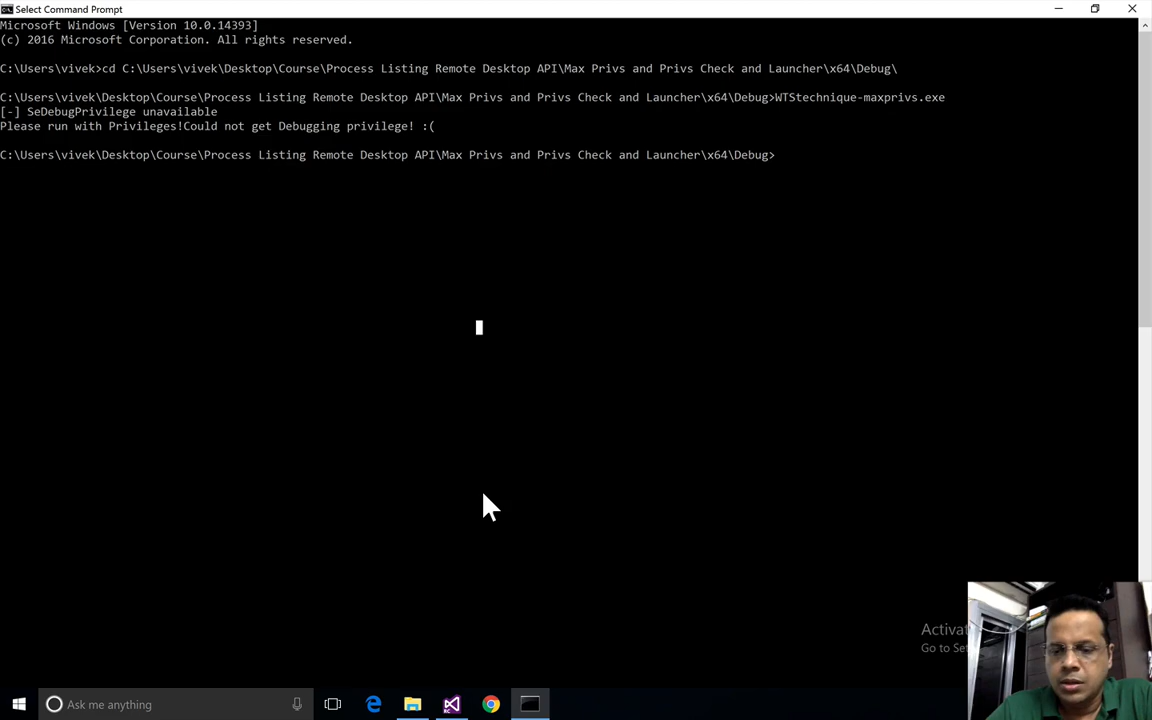 Select Command Prompt
Microsoft Windows [Version 10.0.14393]
(c) 2016 Microsoft Corporation. All rights reserved.
C:\Users\vivek>cd C:\Users\vivek\Desktop\Course\Process Listing Remote Desktop API\Max Privs and Privs Check and Launcher\x64\Debug\
C:\Users\vivek\Desktop\Course\Process Listing Remote Desktop API\Max Privs and Privs Check and Launcher\x64\Debug>WTStechnique-maxprivs.exe
[-] SeDebugPrivilege unavailable
Please run with Privileges!Could not get Debugging privilege! :(
C:\Users\vivek\Desktop\Course\Process Listing Remote Desktop API\Max Privs and Privs Check and Launcher\x64\Debug>
Activat
Go to Set
Ask me anything